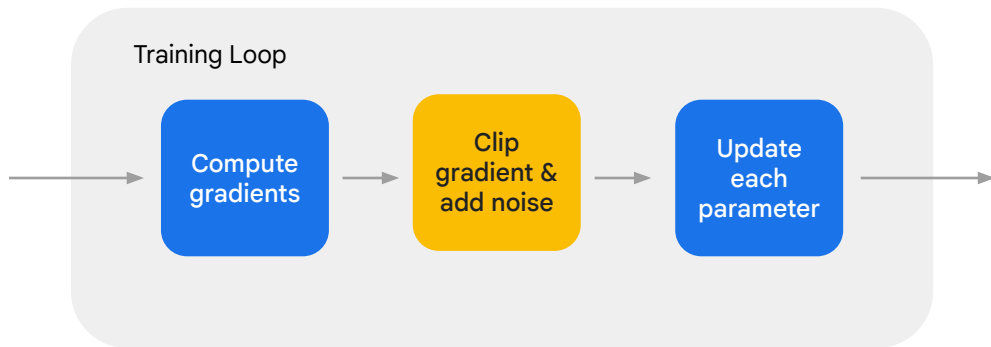 Training Loop
Compute
gradients
Clip
gradient &
add noise
Update
each
parameter